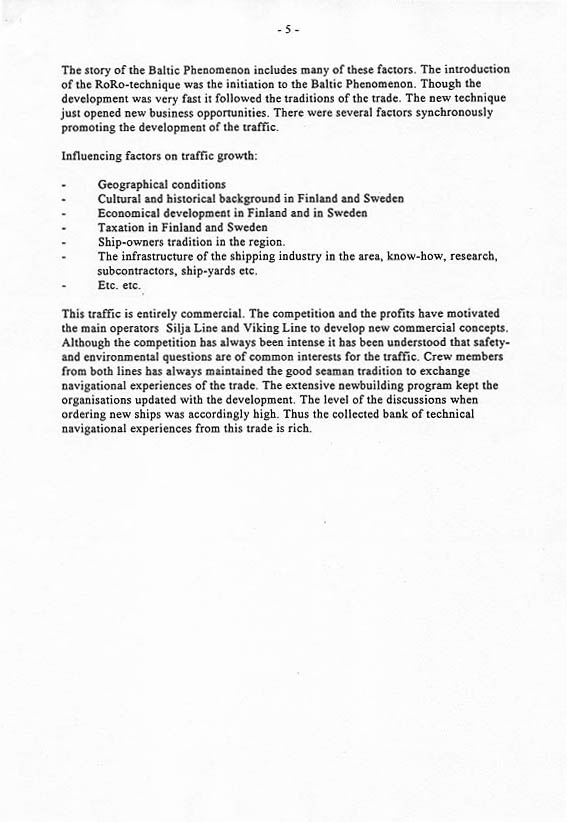 - 5 -
The story of the Baltic Phenomenon includes many of these factors. The introduction
of the RoRo-technique was the initiation to the Baltic Phenomenon. Though the
development was very fast it followed the traditions of the trade. The new technique
just opened new business opportunities. There were several factors synchronously
promoting the development of the traffic.
Influencing factors on traffic growth:
- Geographical conditions
- Cultural and historical background in Finland and Sweden
- Economical development in Finland and in Sweden
- Taxation in Finland and Sweden
- Ship-owners tradition in the region.
- The infrastructure of the shipping industry in the area, know-how, research,
subcontractors, ship-yards etc.
- Etc. etc.
This traffic is entirely commercial. The competition and the profits have motivated
the main operators Silja Line and Viking Line to develop new commercial concepts.
Although the competition has always been intense it has been understood that safety-
and environmental questions are of common interests for the traffic. Crew members
from both lines has always maintained the good seaman tradition to exchange
navigational experiences of the trade. The extensive newbuilding program kept the
organisations updated with the development. The level of the discussions when
ordering new ships was accordingly high. Thus the collected bank of technical
navigational experiences from this trade is rich.